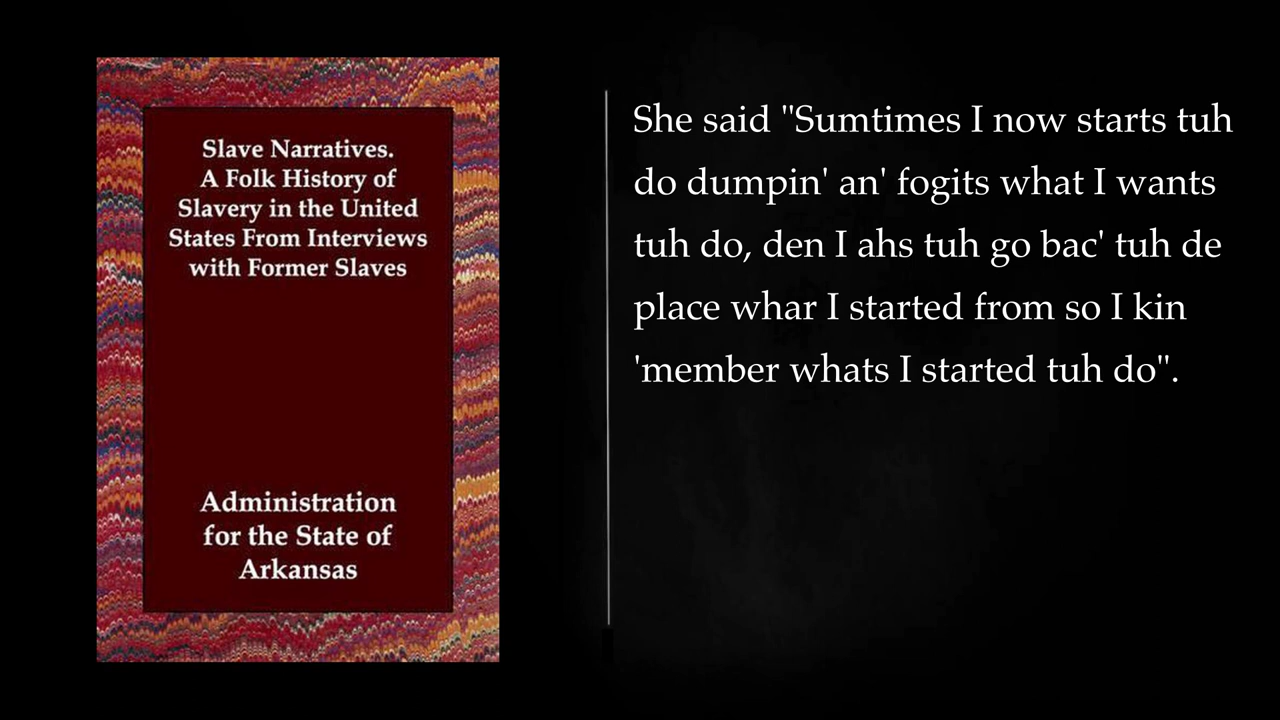 Slave Narratives.
A Folk History of
Slavery in the United
States From Interviews
with Former Slaves
Administration
for the State of
Arkansas
She said "Sumtimes I now starts tuh
do dumpin' an' fogits what I wants
tuh do, den I ahs tuh go bac' tuh de
place whar I started from so I kin
'member whats I started tuh do".